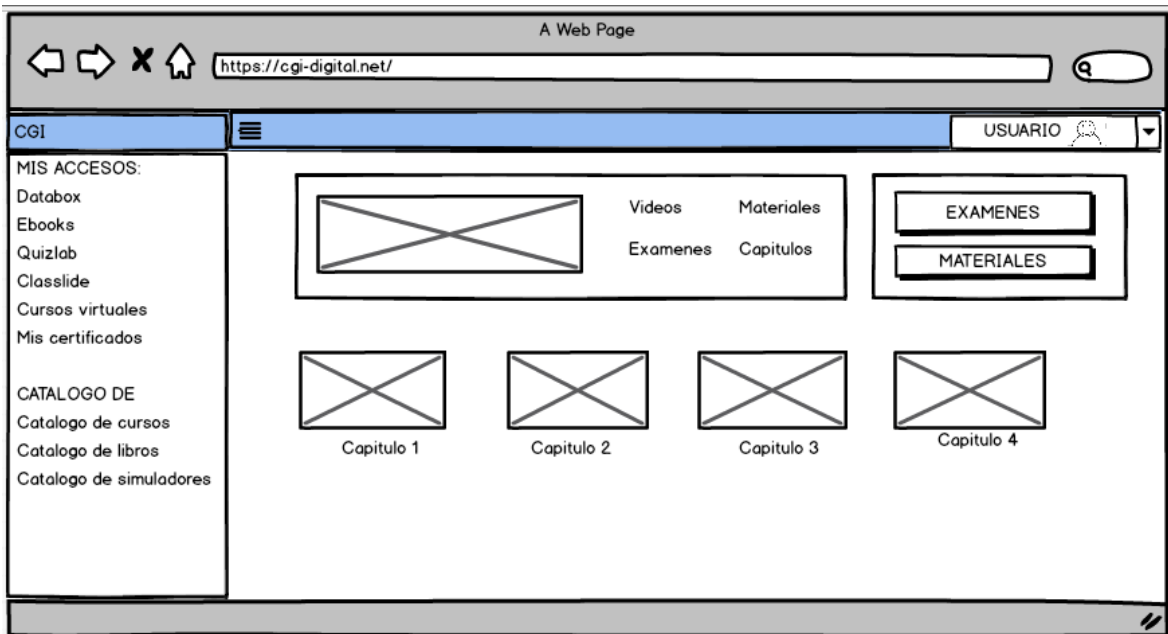 A Web Page
https://cgi-digital.net/
CGI
USUARIO
MIS ACCESOS:
Databox
Ebooks
Quizlab
Classlide
Cursos virtuales
Mis certificados
CATALOGO DE
Catalogo de cursos
Catalogo de libros
Catalogo de simuladores
Videos Materiales
Examenes Capitulos
EXAMENES
MATERIALES
Capitulo 1 Capitulo 2 Capitulo 3 Capitulo 4